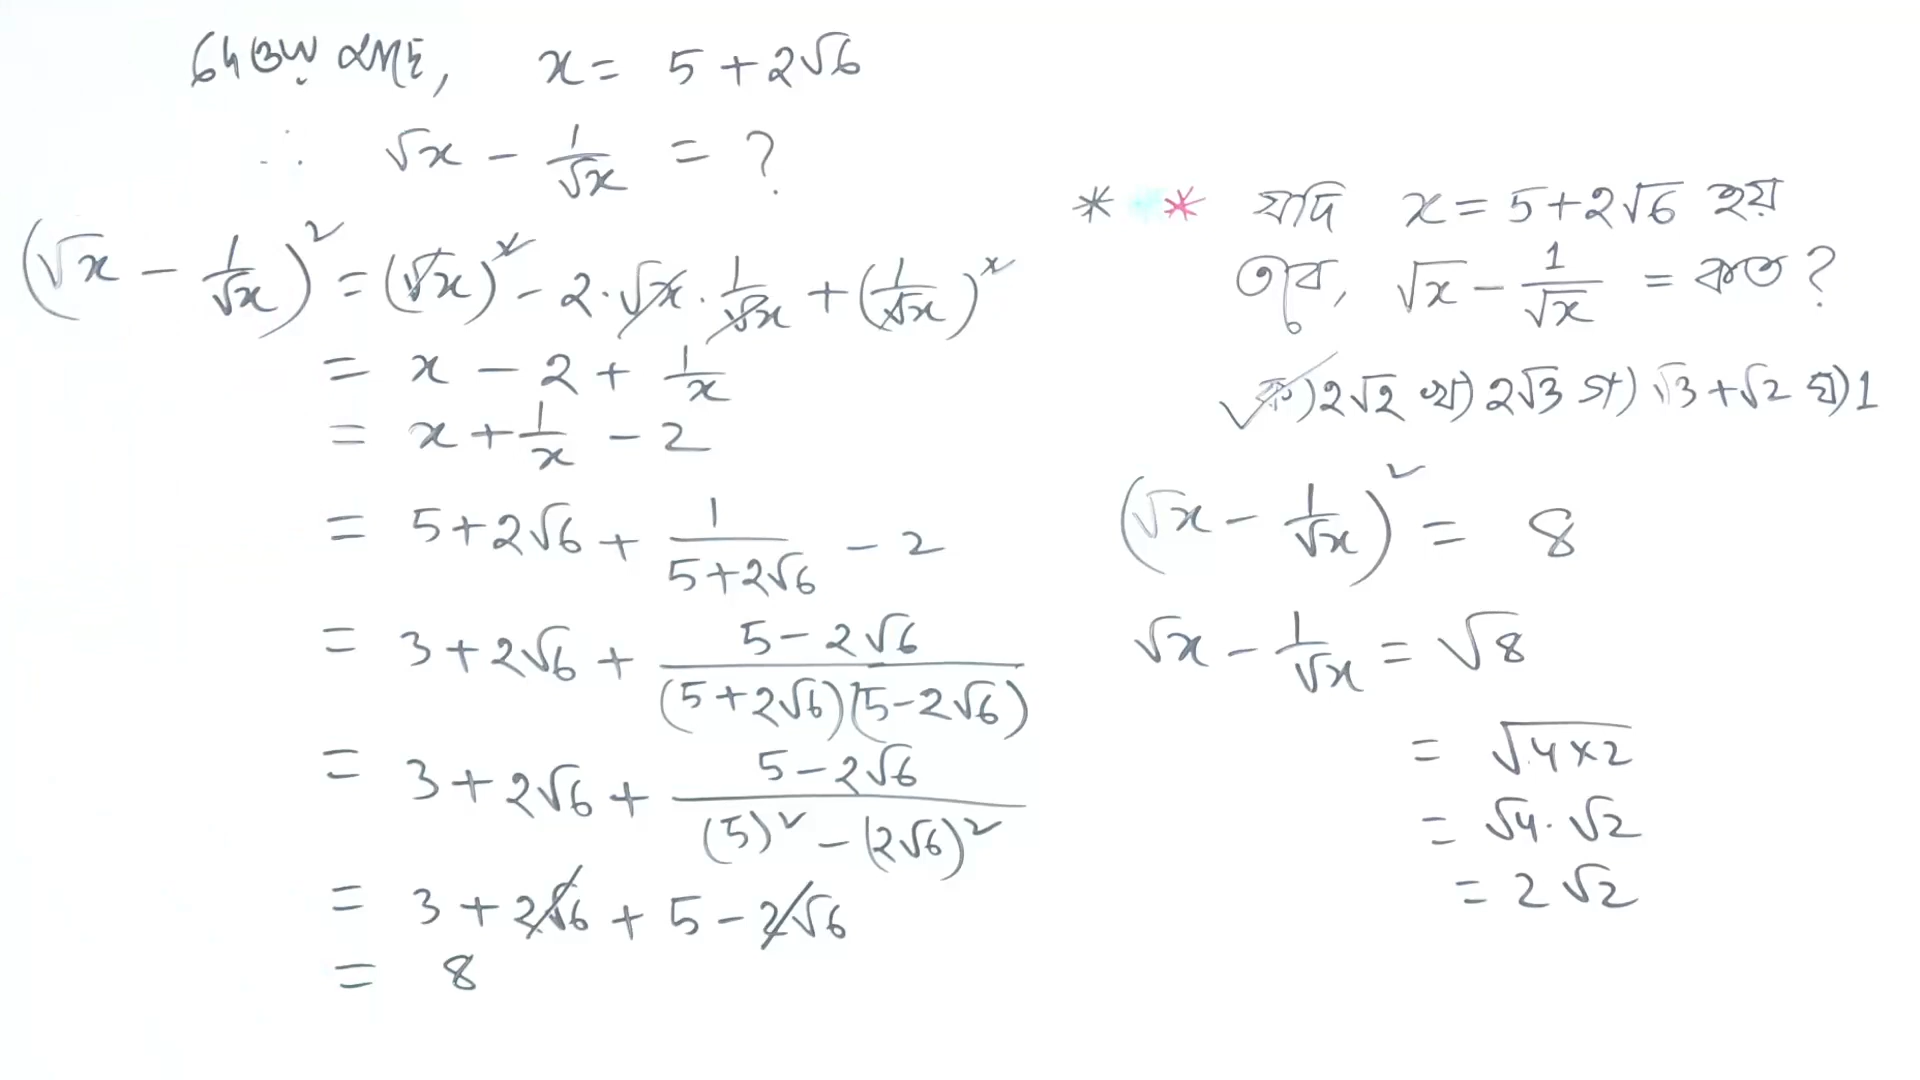 দেওয়া আছে, x = 5 + 2√6
∴ √x - 1/√x = ?
(√x - 1/√x)² = (√x)² - 2·√x·1/√x + (1/√x)²
= x - 2 + 1/x
= x + 1/x - 2
= 5 + 2√6 + 1/(5+2√6) - 2
= 3 + 2√6 + (5 - 2√6)/((5+2√6)(5-2√6))
= 3 + 2√6 + (5 - 2√6)/((5)² - (2√6)²)
= 3 + 2√6 + 5 - 2√6
= 8
* * যদি x = 5+2√6 হয়
তবে, √x - 1/√x = কত ?
ক) 2√2 খ) 2√3 গ) √3 + √2 ঘ) 1
(√x - 1/√x)² = 8
√x - 1/√x = √8
= √4×2
= √4·√2
= 2√2